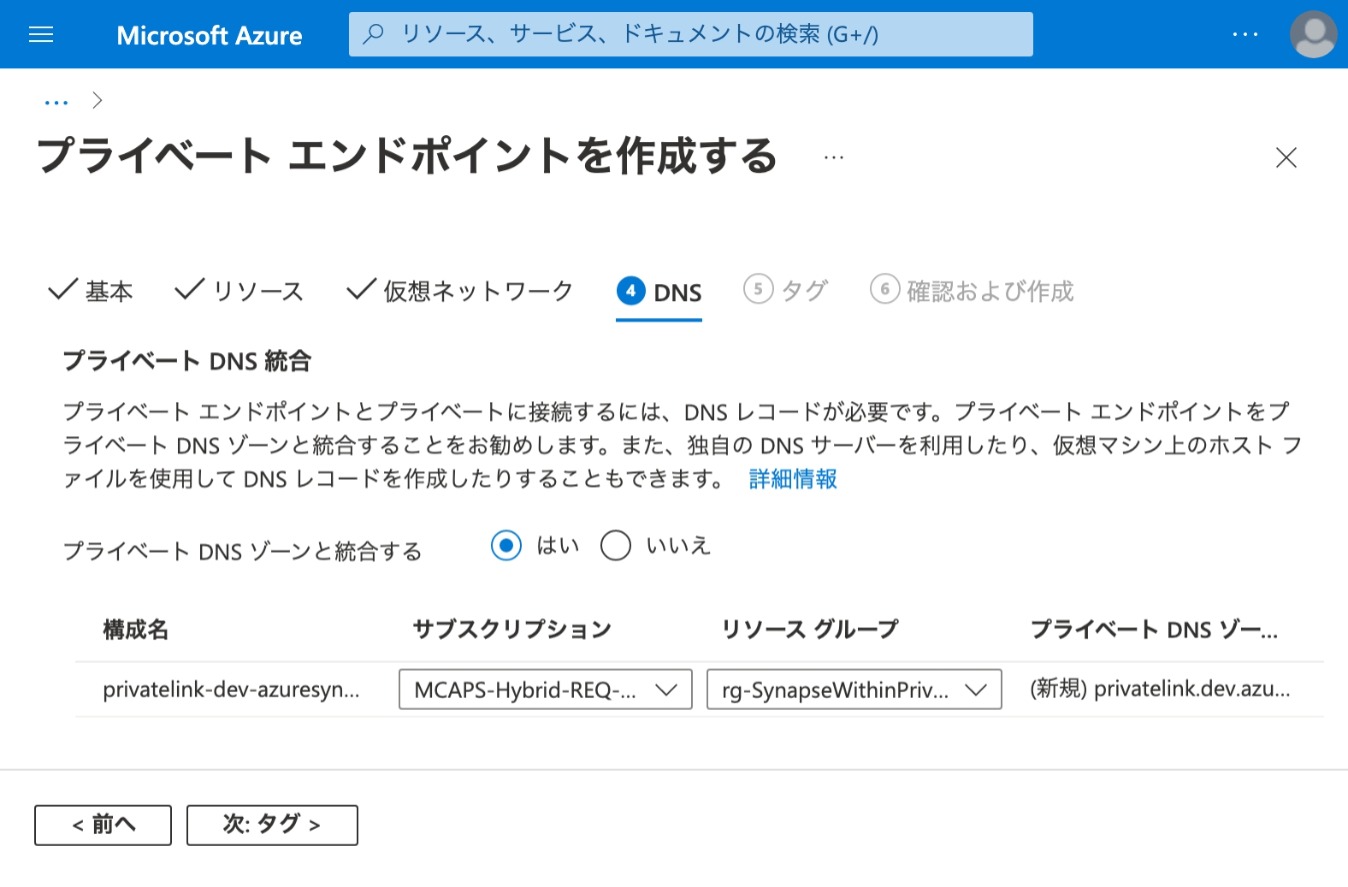 Microsoft Azure
リソース、サービス、ドキュメントの検索 (G+/)
...
... >
プライベート エンドポイントを作成する ...
基本
リソース
仮想ネットワーク
4 DNS
5 タグ
6 確認および作成
プライベート DNS 統合
プライベート エンドポイントとプライベートに接続するには、DNS レコードが必要です。プライベート エンドポイントをプ
ライベート DNS ゾーンと統合することをお勧めします。また、独自の DNS サーバーを利用したり、仮想マシン上のホスト フ
ァイルを使用して DNS レコードを作成したりすることもできます。 詳細情報
プライベート DNS ゾーンと統合する
はい
いいえ
構成名
サブスクリプション
リソース グループ
プライベート DNS ゾー...
privatelink-dev-azuresyn...
MCAPS-Hybrid-REQ-...
rg-SynapseWithinPriv...
(新規) privatelink.dev.azu...
< 前へ
次: タグ >